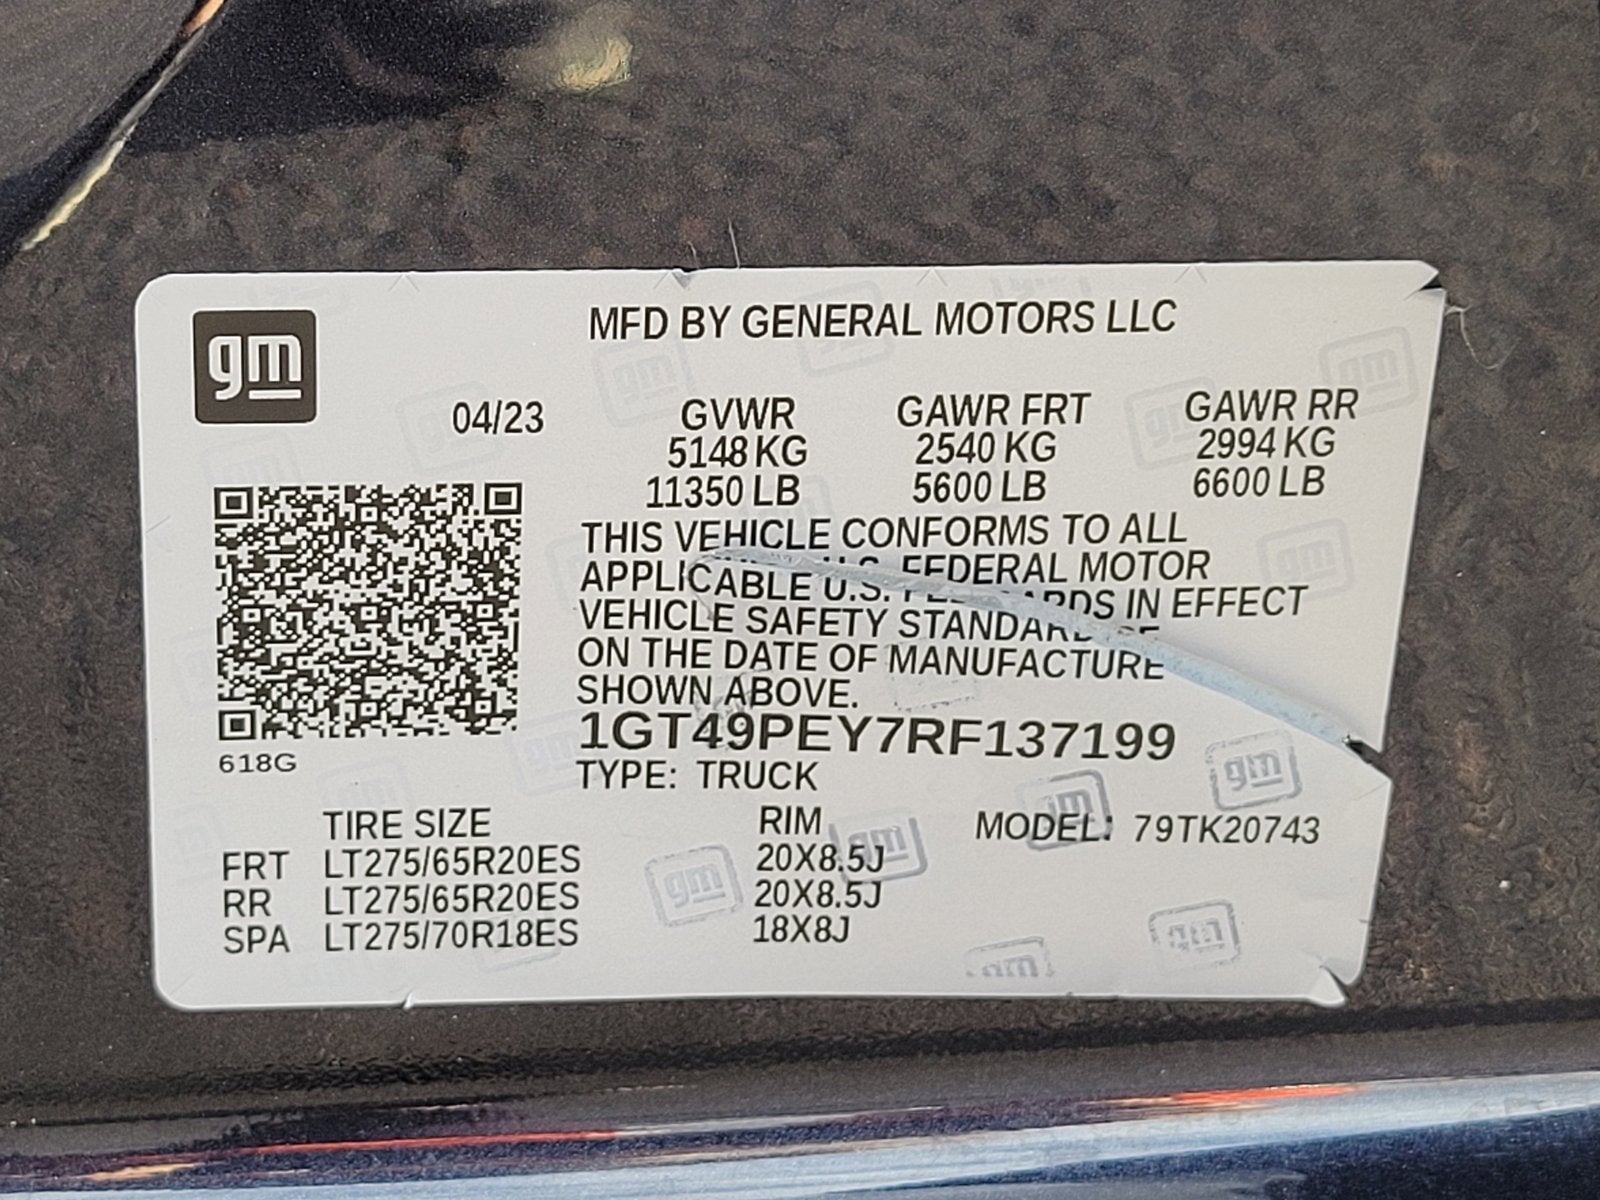 gm
MFD BY GENERAL MOTORS LLC
04/23 GVWR GAWR FRT GAWR RR
5148 KG 2540 KG 2994 KG
11350 LB 5600 LB 6600 LB
THIS VEHICLE CONFORMS TO ALL
APPLICABLE U.S. FEDERAL MOTOR
VEHICLE SAFETY STANDARDS IN EFFECT
ON THE DATE OF MANUFACTURE
SHOWN ABOVE.
1GT49PEY7RF137199
618G
TYPE: TRUCK
TIRE SIZE RIM MODEL: 79TK20743
FRT LT275/65R20ES 20X8.5J
RR LT275/65R20ES 20X8.5J
SPA LT275/70R18ES 18X8J